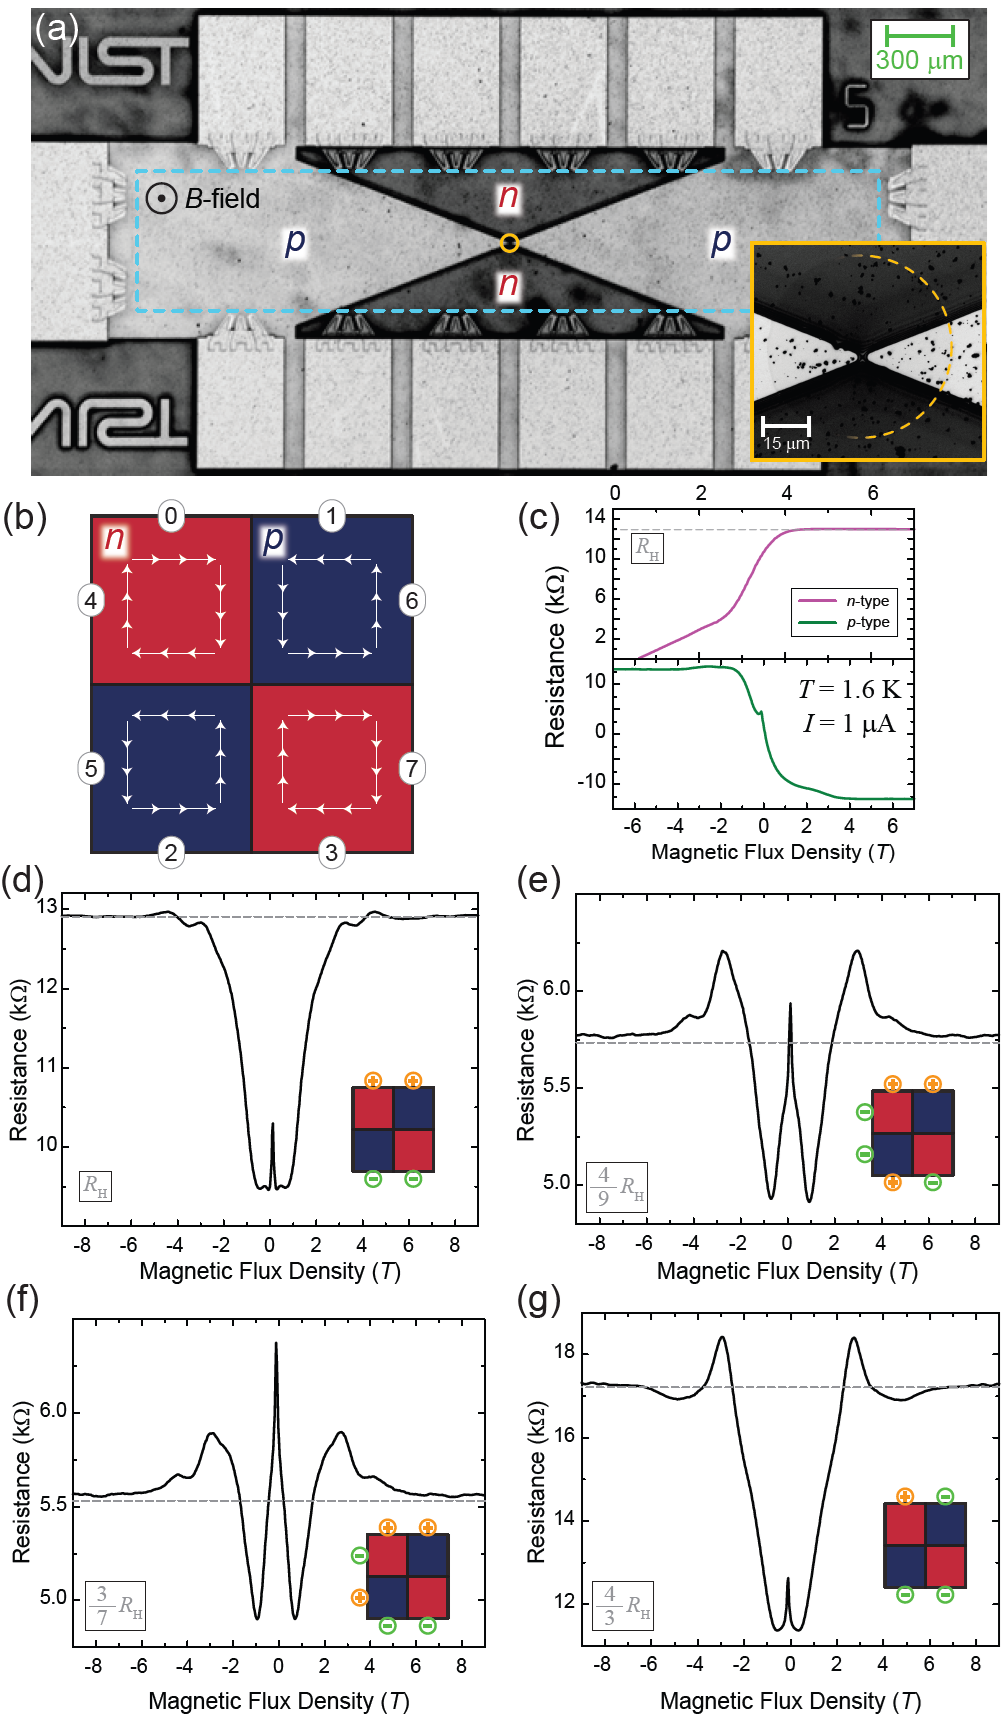 (a)
NIST
300 μm
5
B-field
n
p
p
n
15 μm
NIST
(b)
0
1
n
p
4
6
5
7
2
3
(c)
0 2 4 6
14
13
6
2
RH
n-type
p-type
10
0
-10
T = 1.6 K
I = 1 μA
Resistance (kΩ)
-6 -4 -2 0 2 4 6
Magnetic Flux Density (T)
(d)
13
12
11
10
Resistance (kΩ)
RH
-8 -6 -4 -2 0 2 4 6 8
Magnetic Flux Density (T)
(e)
6.0
5.5
5.0
Resistance (kΩ)
4/9 RH
-8 -6 -4 -2 0 2 4 6 8
Magnetic Flux Density (T)
(f)
6.0
5.5
5.0
Resistance (kΩ)
3/7 RH
-8 -6 -4 -2 0 2 4 6 8
Magnetic Flux Density (T)
(g)
18
16
14
12
Resistance (kΩ)
4/3 RH
-8 -6 -4 -2 0 2 4 6 8
Magnetic Flux Density (T)